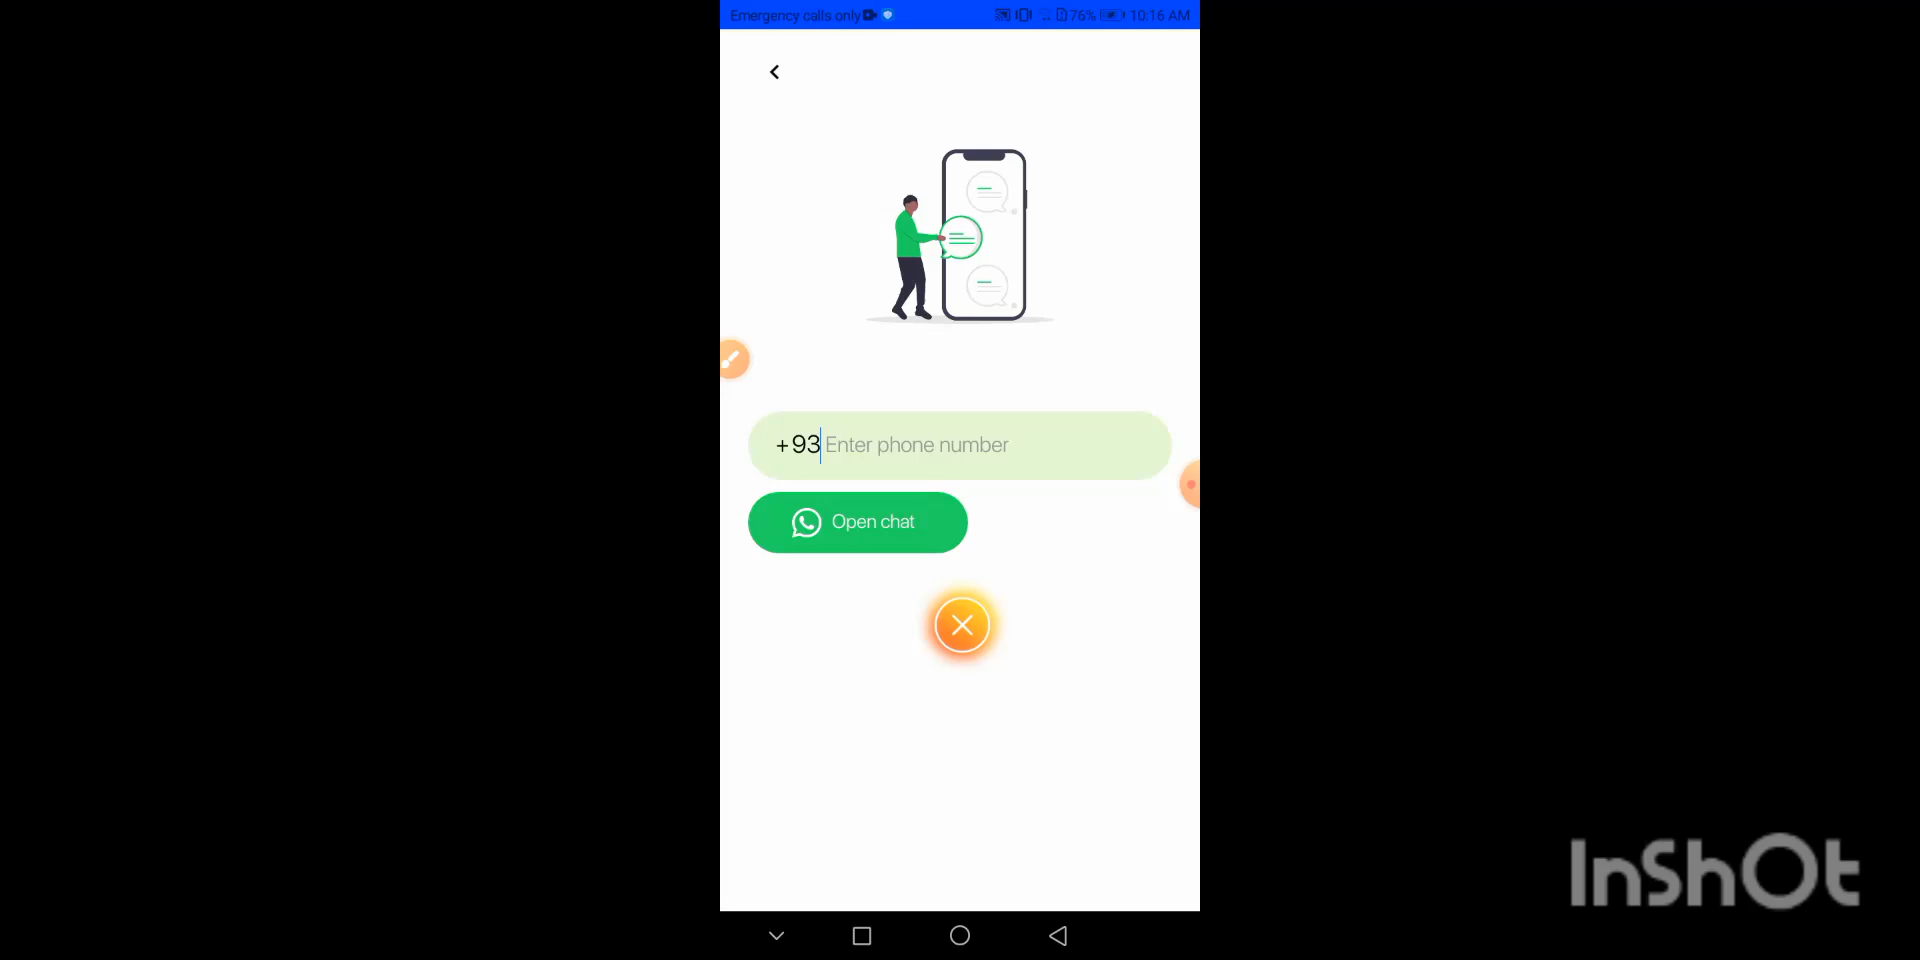 Emergency calls only 76% 10:16 AM
+93 Enter phone number
Open chat
InShOt